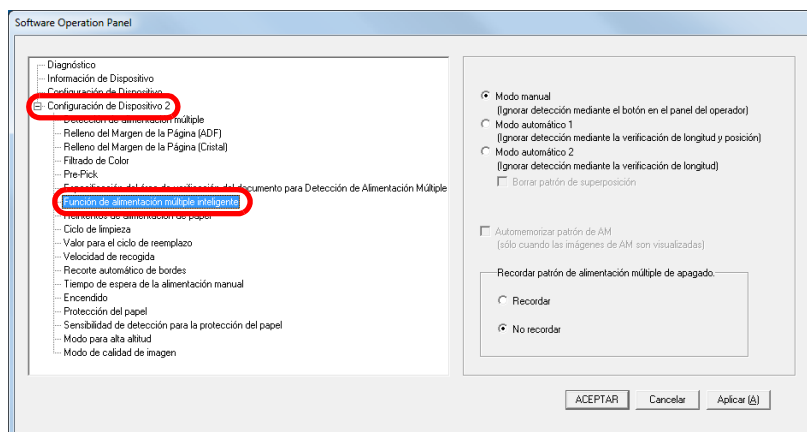 Software Operation Panel
Diagnóstico
Información de Dispositivo
Configuración de Dispositivo
Configuración de Dispositivo 2
Detección de alimentación múltiple
Relleno del Margen de la Página (ADF)
Relleno del Margen de la Página (Cristal)
Filtrado de Color
Pre-Pick
Especificación del área de verificación del documento para Detección de Alimentación Múltiple
Función de alimentación múltiple inteligente
Reintentos de alimentación de papel
Ciclo de limpieza
Valor para el ciclo de reemplazo
Velocidad de recogida
Recorte automático de bordes
Tiempo de espera de la alimentación manual
Encendido
Protección del papel
Sensibilidad de detección para la protección del papel
Modo para alta altitud
Modo de calidad de imagen
Modo manual
(Ignorar detección mediante el botón en el panel del operador)
Modo automático 1
(Ignorar detección mediante la verificación de longitud y posición)
Modo automático 2
(Ignorar detección mediante la verificación de longitud)
Borrar patrón de superposición
Automemorizar patrón de AM
(sólo cuando las imágenes de AM son visualizadas)
Recordar patrón de alimentación múltiple de apagado.
Recordar
No recordar
ACEPTAR
Cancelar
Aplicar (A)